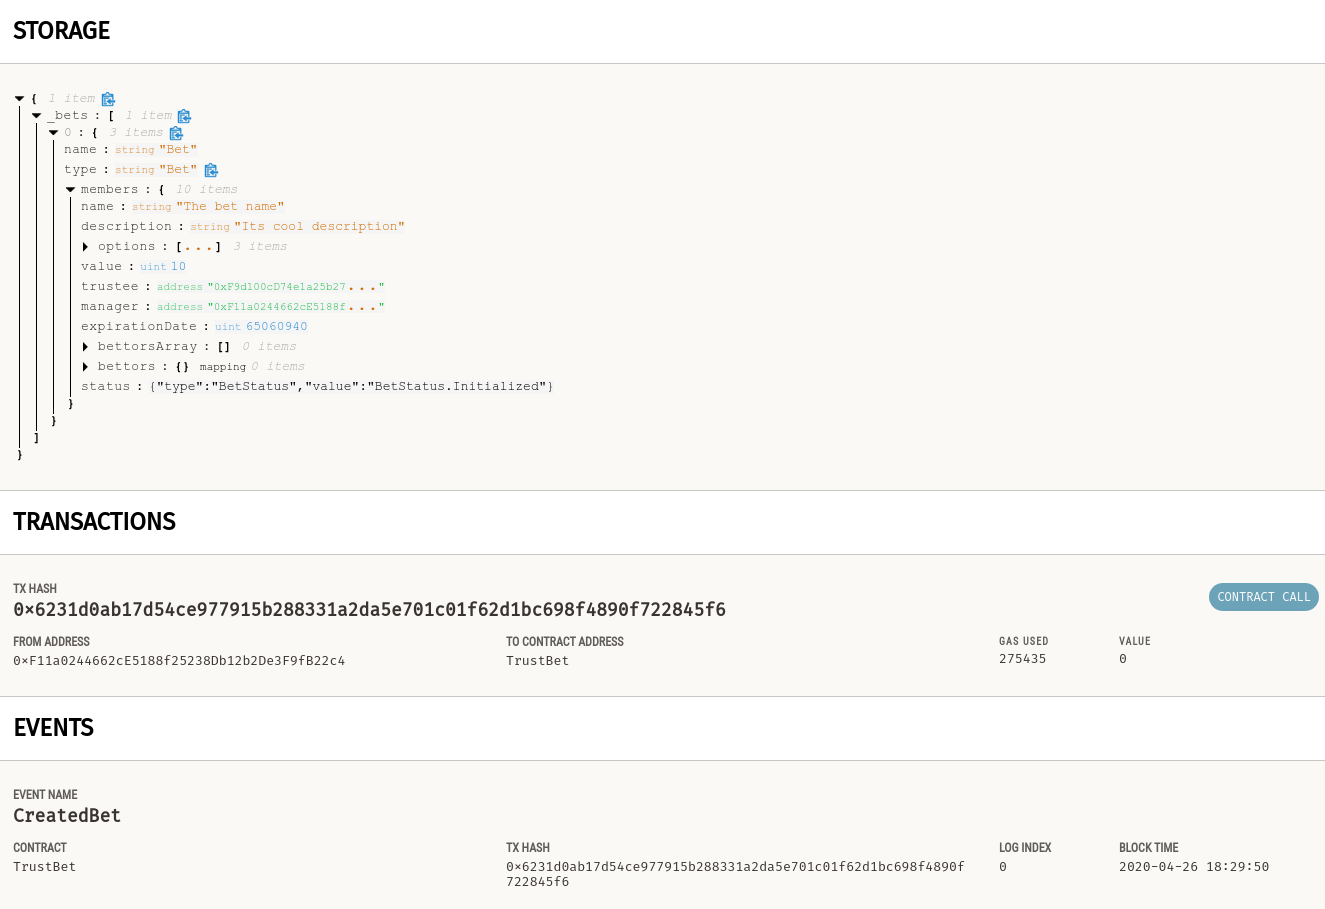 STORAGE
{ 1 item
_bets : [ 1 item
0 : { 3 items
name : string "Bet"
type : string "Bet"
members : { 10 items
name : string "The bet name"
description : string "Its cool description"
options : [...] 3 items
value : uint 10
trustee : address "0xF9d100cD74e1a25b27..."
manager : address "0xF11a0244662cE5188f..."
expirationDate : uint 65060940
bettorsArray : [] 0 items
bettors : {} mapping 0 items
status : {"type":"BetStatus","value":"BetStatus.Initialized"}
}
}
]
}
TRANSACTIONS
TX HASH
0x6231d0ab17d54ce977915b288331a2da5e701c01f62d1bc698f4890f722845f6
CONTRACT CALL
FROM ADDRESS TO CONTRACT ADDRESS GAS USED VALUE
0xF11a0244662cE5188f25238Db12b2De3F9fB22c4 TrustBet 275435 0
EVENTS
EVENT NAME
CreatedBet
CONTRACT TX HASH LOG INDEX BLOCK TIME
TrustBet 0x6231d0ab17d54ce977915b288331a2da5e701c01f62d1bc698f4890f 0 2020-04-26 18:29:50
722845f6